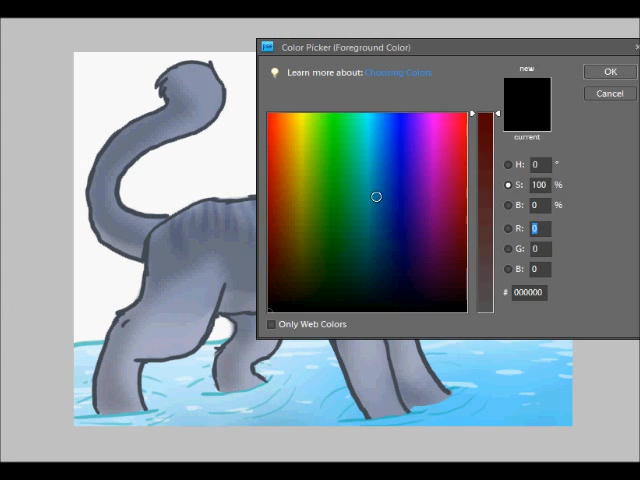 Color Picker (Foreground Color)
Learn more about: Choosing Colors
new
current
OK
Cancel
H: 0 °
S: 100 %
B: 0 %
R: 0
G: 0
B: 0
# 000000
Only Web Colors